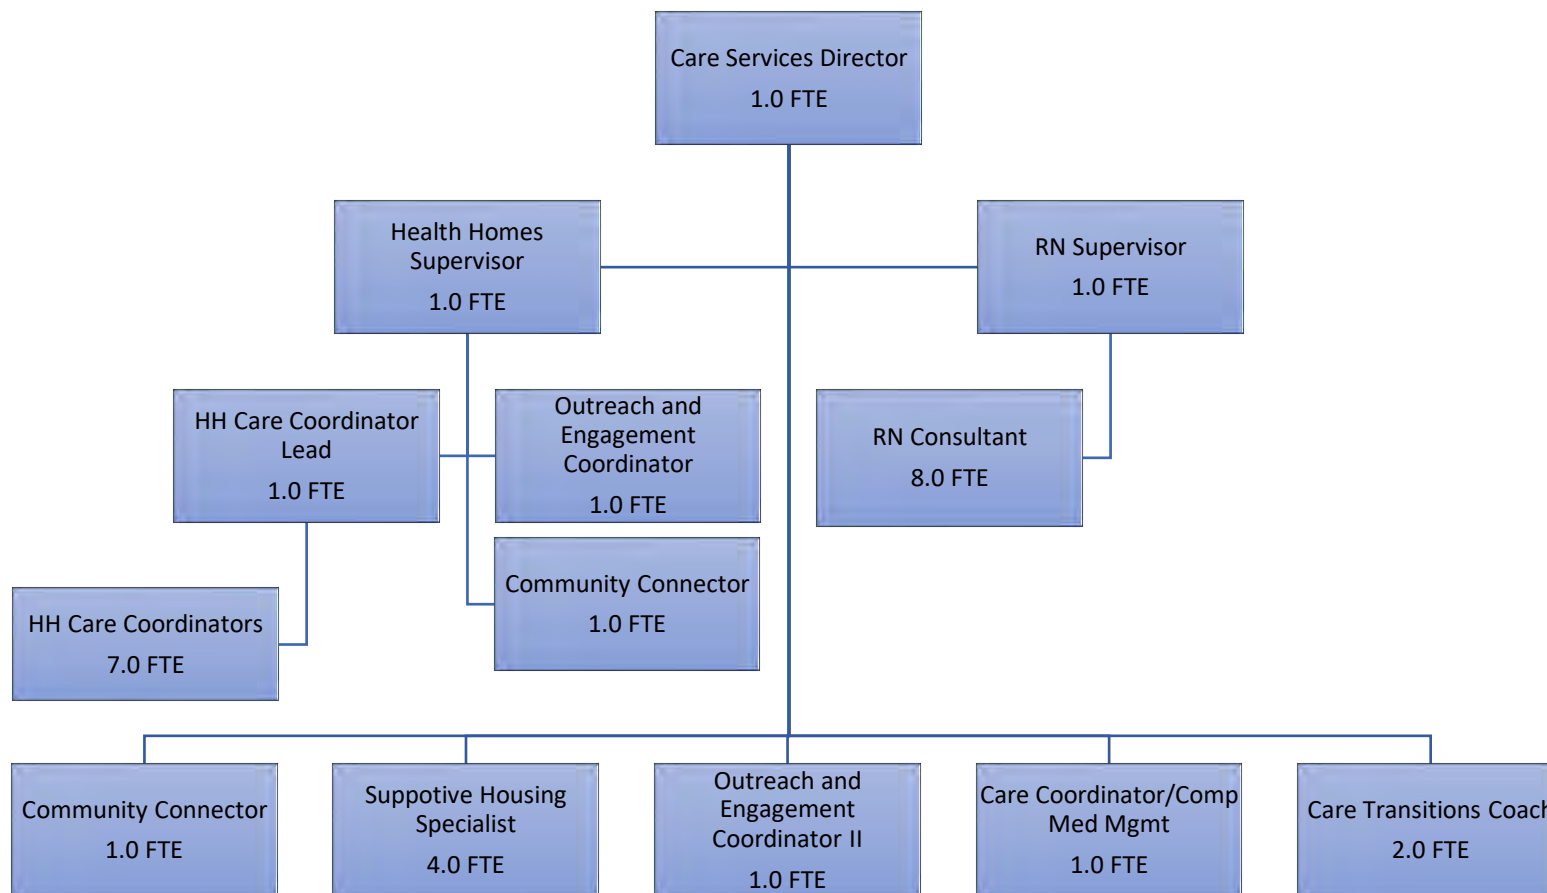 Care Services Director
1.0 FTE
Health Homes
Supervisor
1.0 FTE
RN Supervisor
1.0 FTE
HH Care Coordinator
Lead
1.0 FTE
Outreach and
Engagement
Coordinator
1.0 FTE
RN Consultant
8.0 FTE
Community Connector
1.0 FTE
HH Care Coordinators
7.0 FTE
Community Connector
1.0 FTE
Suppotive Housing
Specialist
4.0 FTE
Outreach and
Engagement
Coordinator II
1.0 FTE
Care Coordinator/Comp
Med Mgmt
1.0 FTE
Care Transitions Coach
2.0 FTE